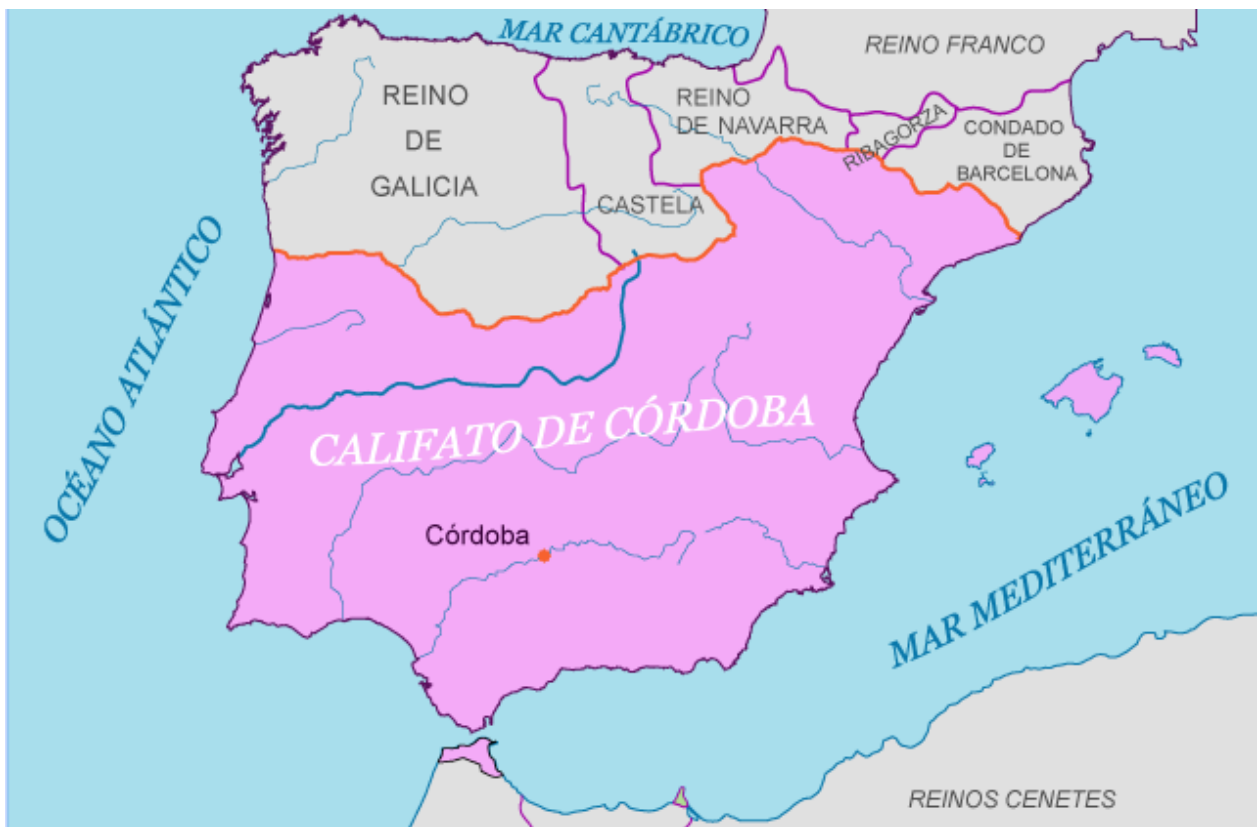 MAR CANTÁBRICO
REINO FRANCO
REINO
DE
GALICIA
REINO
DE NAVARRA
RIBAGORZA
CONDADO
DE
BARCELONA
CASTELA
OCÉANO ATLÁNTICO
CALIFATO DE CÓRDOBA
Córdoba
MAR MEDITERRÁNEO
REINOS CENETES